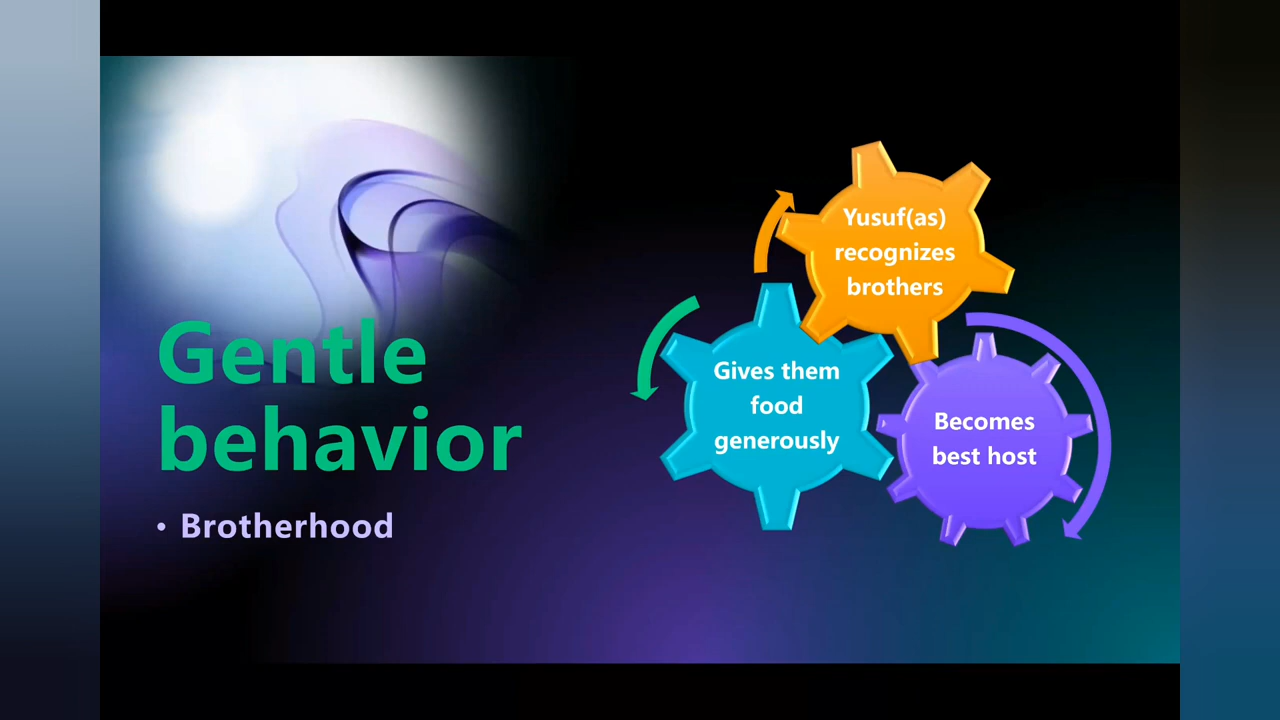 Gentle
behavior
• Brotherhood
Yusuf(as)
recognizes
brothers
Gives them
food
generously
Becomes
best host